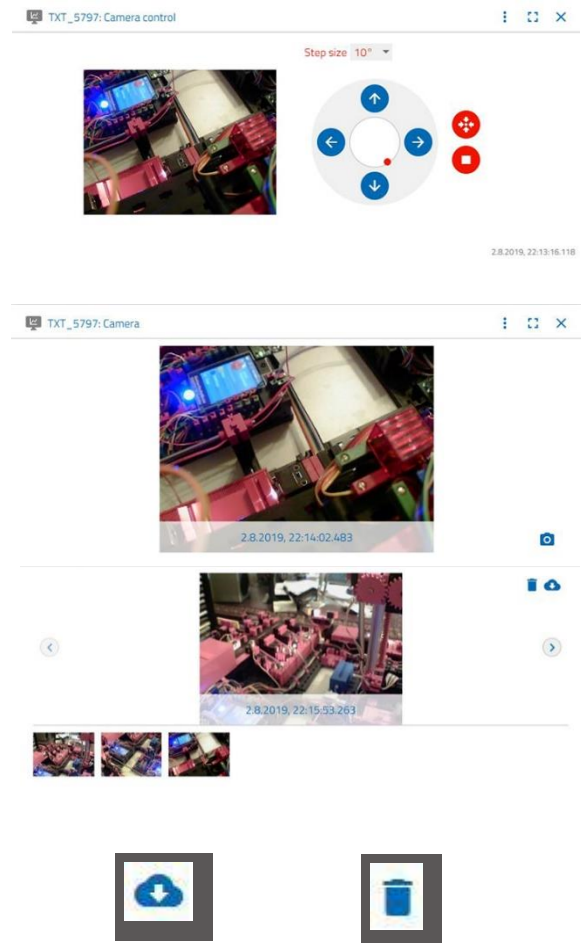 TXT_5797: Camera control
Step size 10°
2.8.2019, 22:13:16.118
TXT_5797: Camera
2.8.2019, 22:14:02.483
2.8.2019, 22:15:53.263